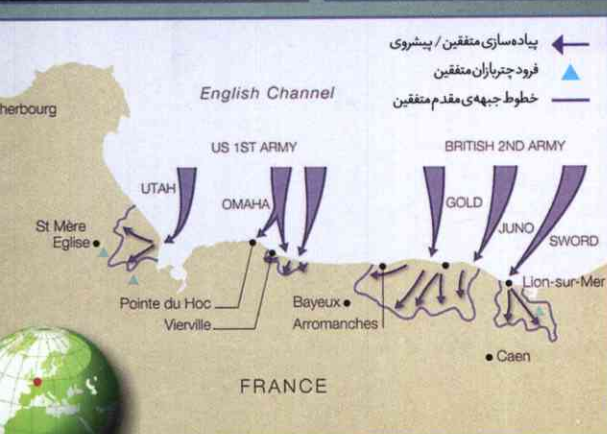 پیاده‌سازی متفقین / پیشروی
فرود چتربازان متفقین
خطوط جبهه‌ی مقدم متفقین
herbourg
English Channel
US 1ST ARMY
BRITISH 2ND ARMY
UTAH
OMAHA
GOLD
JUNO
SWORD
St Mère
Eglise
Lion-sur-Mer
Pointe du Hoc
Vierville
Bayeux
Arromanches
Caen
FRANCE